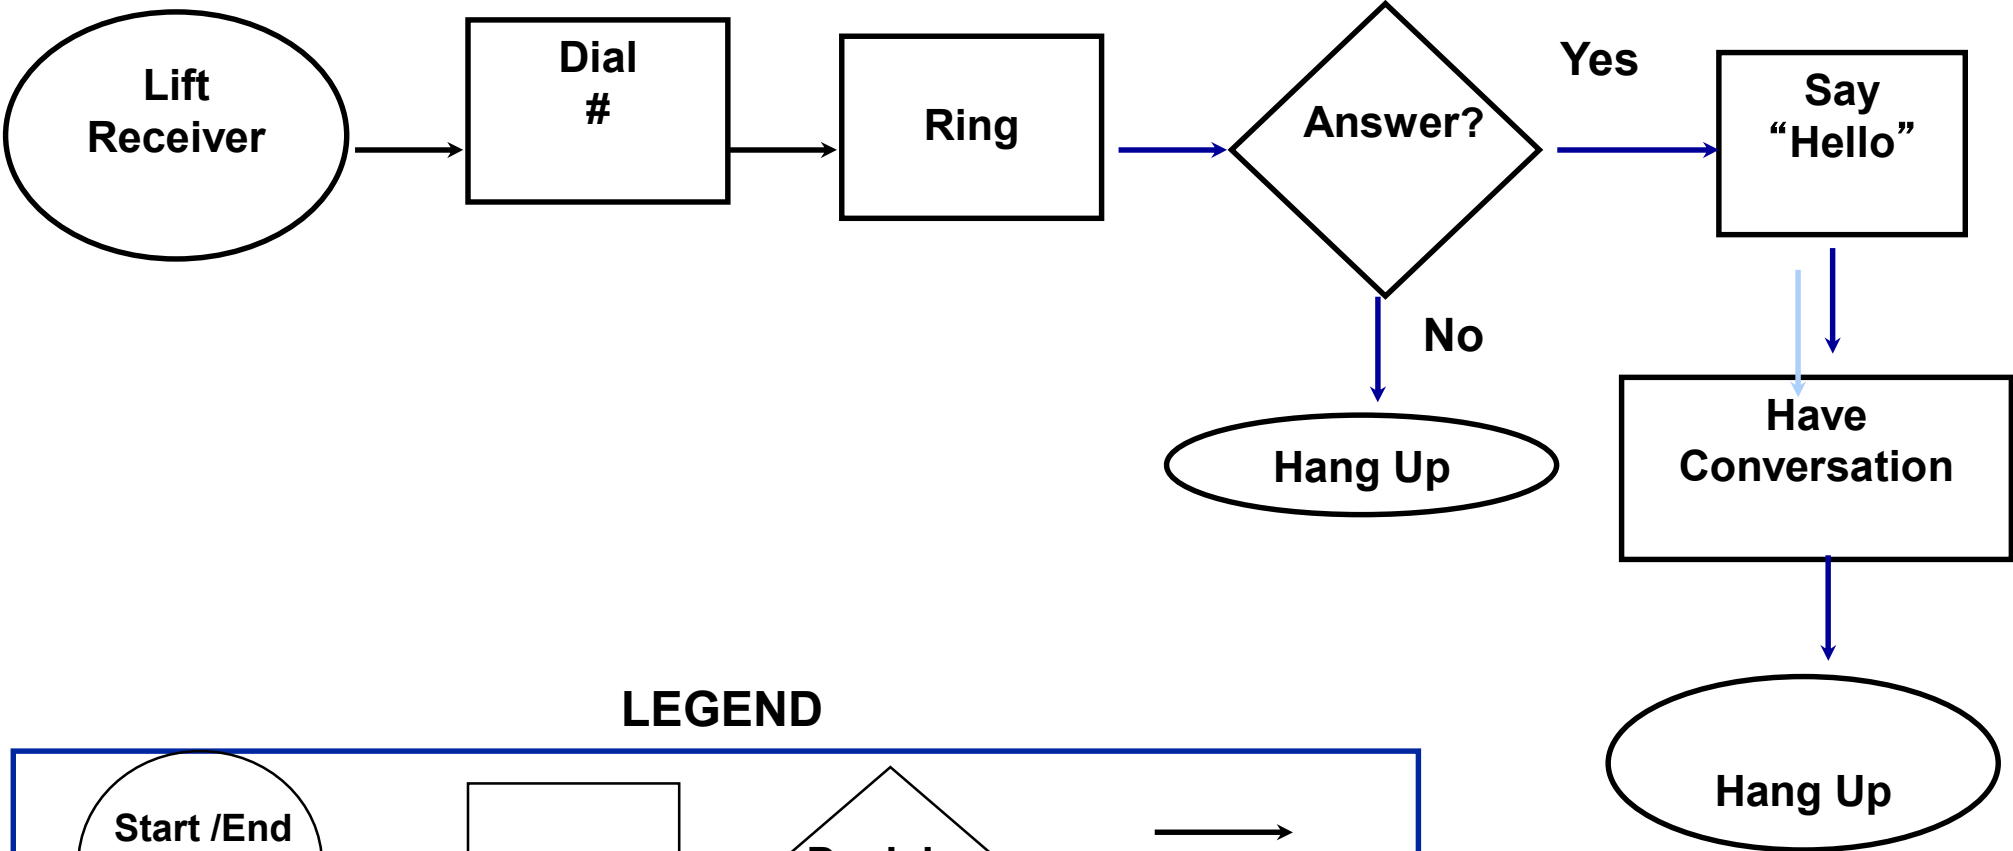 Lift
Receiver
Dial
#
Ring
Answer?
Yes
Say
“Hello”
No
Hang Up
Have
Conversation
Hang Up
LEGEND
Start /End